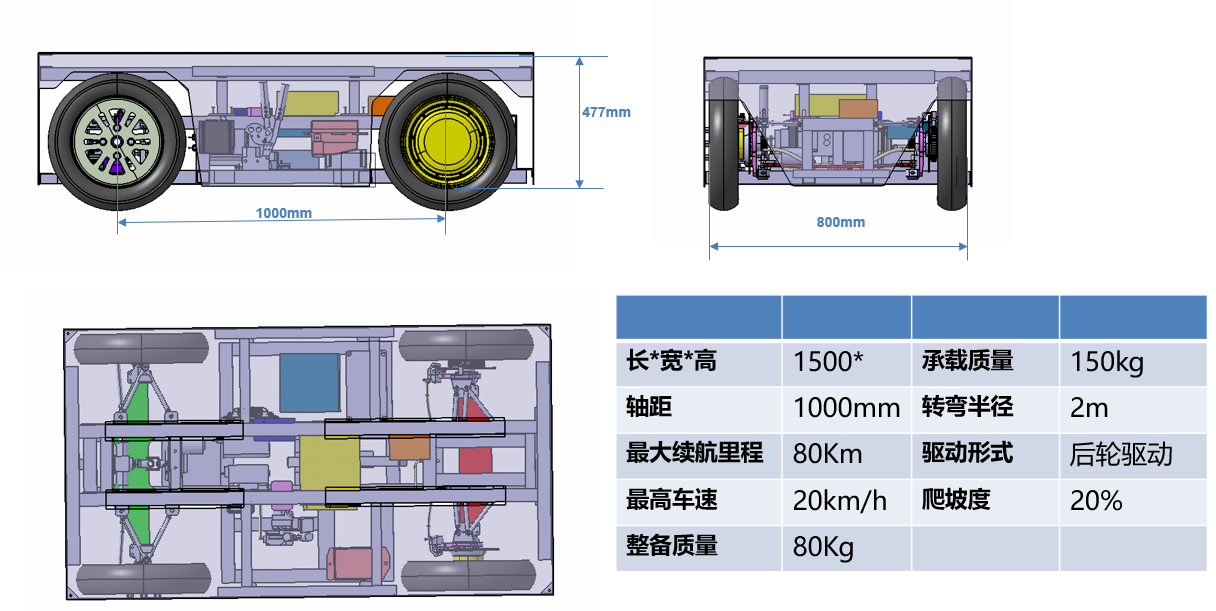 477mm
1000mm
800mm
长*宽*高 1500* 承载质量 150kg
轴距 1000mm 转弯半径 2m
最大续航里程 80Km 驱动形式 后轮驱动
最高车速 20km/h 爬坡度 20%
整备质量 80Kg